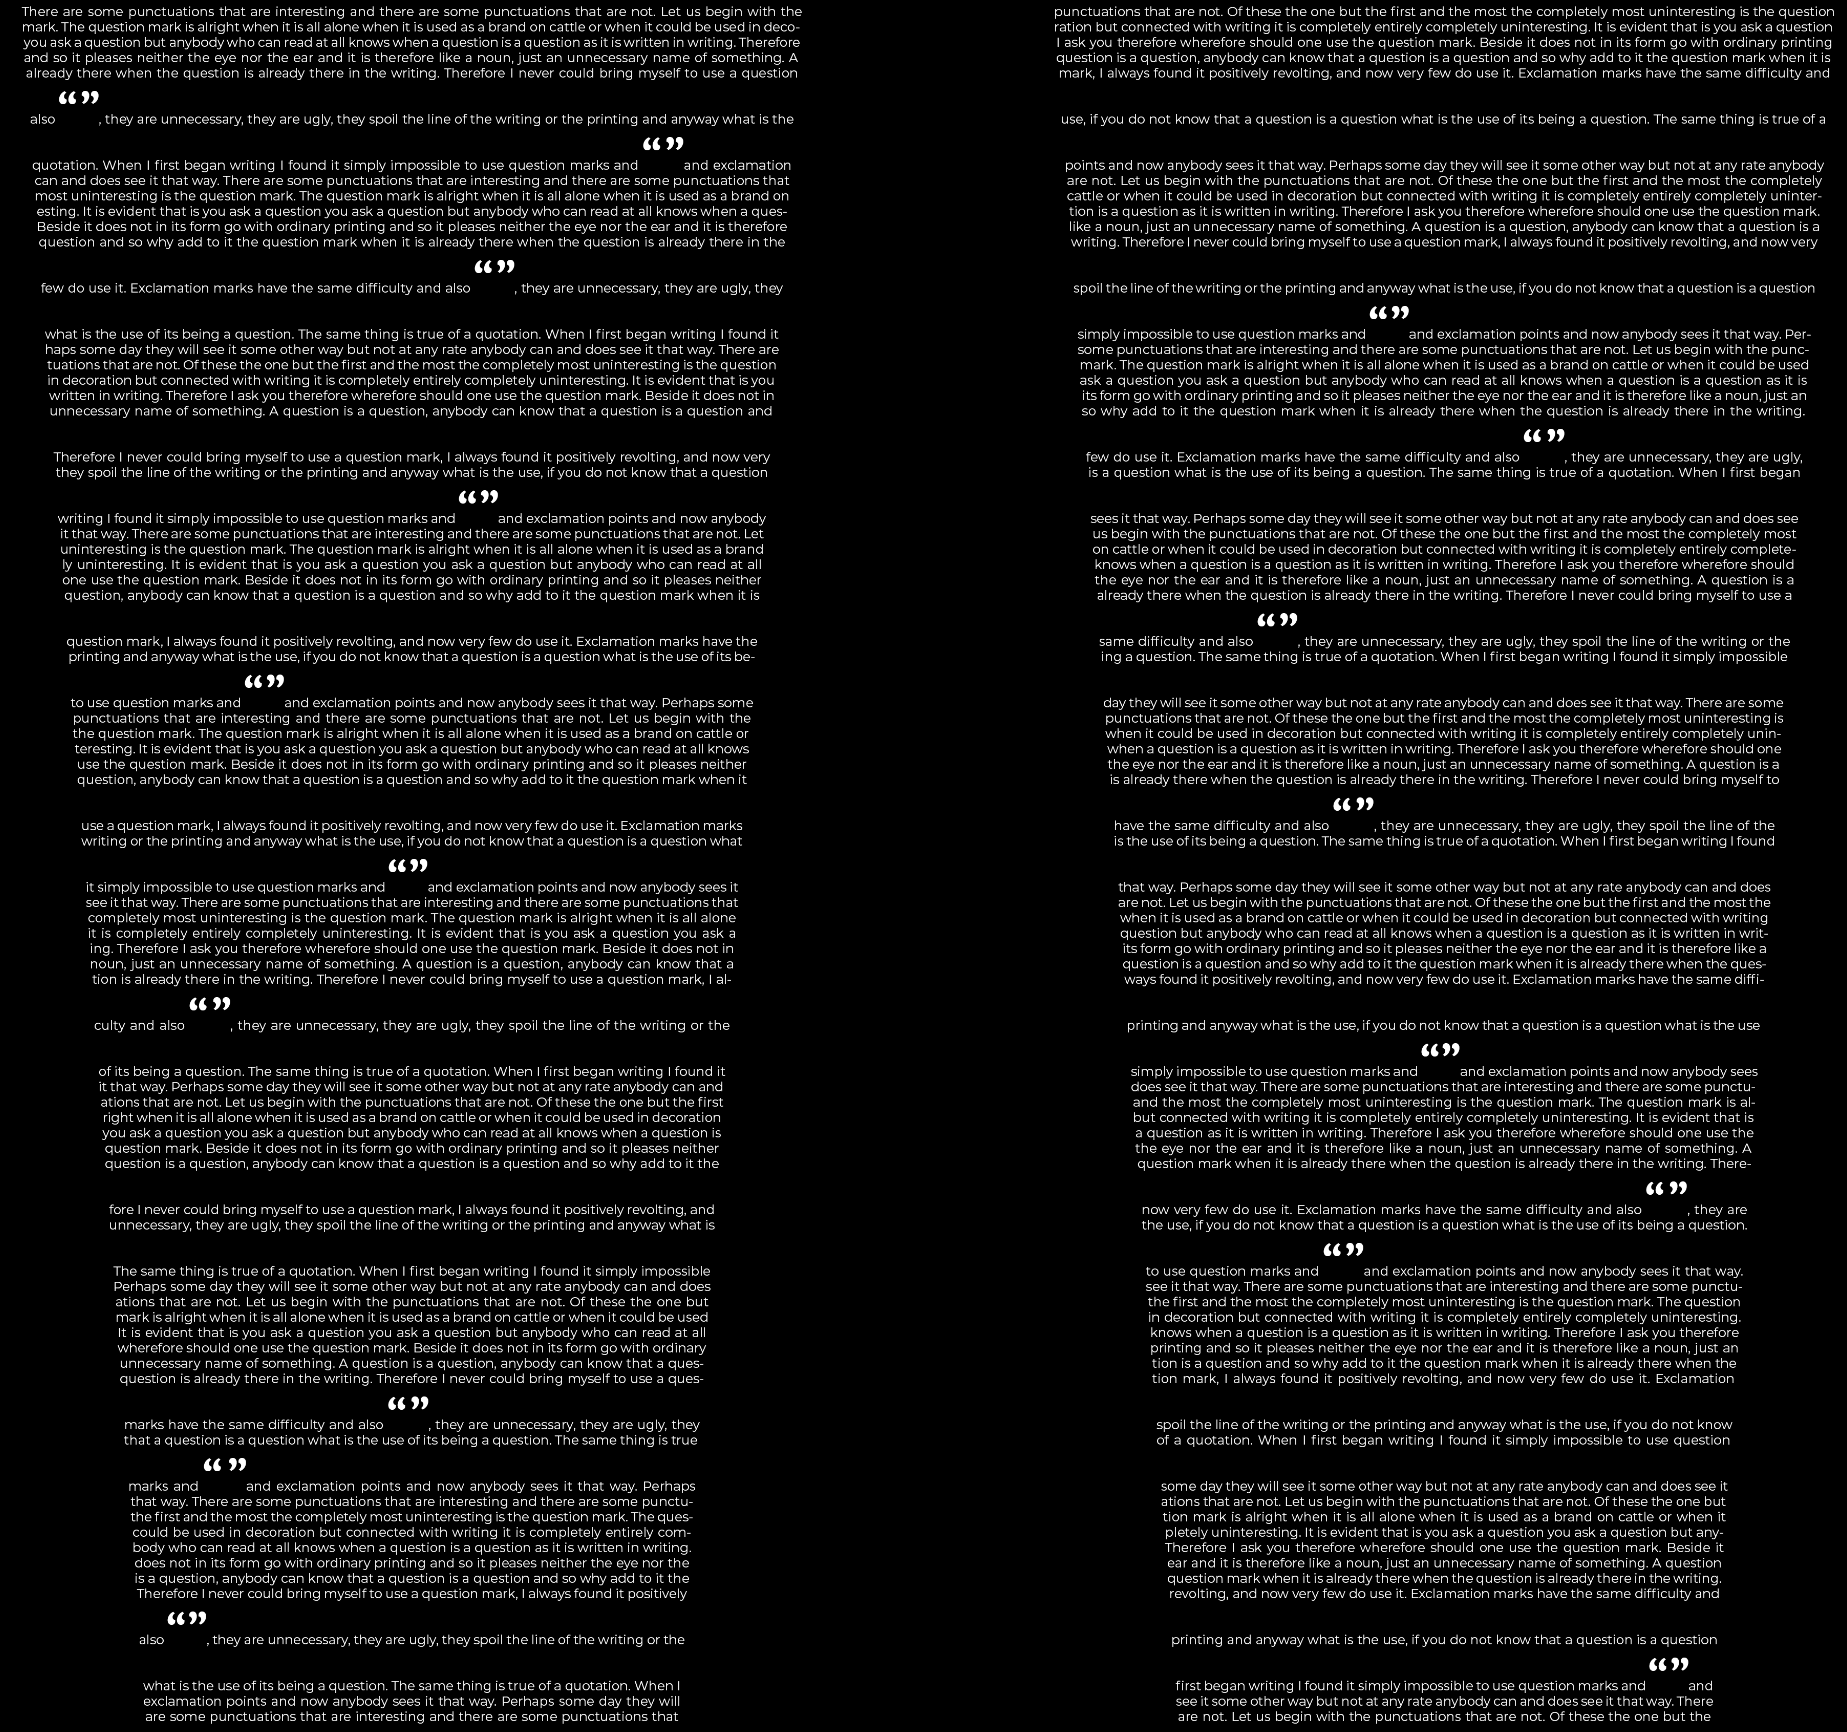 There are some punctuations that are interesting and there are some punctuations that are not. Let us begin with the
punctuations that are not. Of these the one but the first and the most the completely most uninteresting is the question
mark. The question mark is alright when it is all alone when it is used as a brand on cattle or when it could be used in deco-
ration but connected with writing it is completely entirely completely uninteresting. It is evident that is you ask a question
you ask a question but anybody who can read at all knows when a question is a question as it is written in writing. Therefore
I ask you therefore wherefore should one use the question mark. Beside it does not in its form go with ordinary printing
and so it pleases neither the eye nor the ear and it is therefore like a noun, just an unnecessary name of something. A
question is a question, anybody can know that a question is a question and so why add to it the question mark when it is
already there when the question is already there in the writing. Therefore I never could bring myself to use a question
mark, I always found it positively revolting, and now very few do use it. Exclamation marks have the same difficulty and
also “ ” , they are unnecessary, they are ugly, they spoil the line of the writing or the printing and anyway what is the
use, if you do not know that a question is a question what is the use of its being a question. The same thing is true of a
quotation. When I first began writing I found it simply impossible to use question marks and “ ” and exclamation
points and now anybody sees it that way. Perhaps some day they will see it some other way but not at any rate anybody
can and does see it that way. There are some punctuations that are interesting and there are some punctuations that
are not. Let us begin with the punctuations that are not. Of these the one but the first and the most the completely
most uninteresting is the question mark. The question mark is alright when it is all alone when it is used as a brand on
cattle or when it could be used in decoration but connected with writing it is completely entirely completely uninter-
esting. It is evident that is you ask a question you ask a question but anybody who can read at all knows when a ques-
tion is a question as it is written in writing. Therefore I ask you therefore wherefore should one use the question mark.
Beside it does not in its form go with ordinary printing and so it pleases neither the eye nor the ear and it is therefore
like a noun, just an unnecessary name of something. A question is a question, anybody can know that a question is a
question and so why add to it the question mark when it is already there when the question is already there in the
writing. Therefore I never could bring myself to use a question mark, I always found it positively revolting, and now very
few do use it. Exclamation marks have the same difficulty and also “ ” , they are unnecessary, they are ugly, they
spoil the line of the writing or the printing and anyway what is the use, if you do not know that a question is a question
what is the use of its being a question. The same thing is true of a quotation. When I first began writing I found it
simply impossible to use question marks and “ ” and exclamation points and now anybody sees it that way. Per-
haps some day they will see it some other way but not at any rate anybody can and does see it that way. There are
some punctuations that are interesting and there are some punctuations that are not. Let us begin with the punc-
tuations that are not. Of these the one but the first and the most the completely most uninteresting is the question
mark. The question mark is alright when it is all alone when it is used as a brand on cattle or when it could be used
in decoration but connected with writing it is completely entirely completely uninteresting. It is evident that is you
ask a question you ask a question but anybody who can read at all knows when a question is a question as it is
written in writing. Therefore I ask you therefore wherefore should one use the question mark. Beside it does not in
its form go with ordinary printing and so it pleases neither the eye nor the ear and it is therefore like a noun, just an
unnecessary name of something. A question is a question, anybody can know that a question is a question and
so why add to it the question mark when it is already there when the question is already there in the writing.
Therefore I never could bring myself to use a question mark, I always found it positively revolting, and now very
few do use it. Exclamation marks have the same difficulty and also “ ” , they are unnecessary, they are ugly,
they spoil the line of the writing or the printing and anyway what is the use, if you do not know that a question
is a question what is the use of its being a question. The same thing is true of a quotation. When I first began
writing I found it simply impossible to use question marks and “ ” and exclamation points and now anybody
sees it that way. Perhaps some day they will see it some other way but not at any rate anybody can and does see
it that way. There are some punctuations that are interesting and there are some punctuations that are not. Let
us begin with the punctuations that are not. Of these the one but the first and the most the completely most
uninteresting is the question mark. The question mark is alright when it is all alone when it is used as a brand
on cattle or when it could be used in decoration but connected with writing it is completely entirely complete-
ly uninteresting. It is evident that is you ask a question you ask a question but anybody who can read at all
knows when a question is a question as it is written in writing. Therefore I ask you therefore wherefore should
one use the question mark. Beside it does not in its form go with ordinary printing and so it pleases neither
the eye nor the ear and it is therefore like a noun, just an unnecessary name of something. A question is a
question, anybody can know that a question is a question and so why add to it the question mark when it is
already there when the question is already there in the writing. Therefore I never could bring myself to use a
question mark, I always found it positively revolting, and now very few do use it. Exclamation marks have the
same difficulty and also “ ” , they are unnecessary, they are ugly, they spoil the line of the writing or the
printing and anyway what is the use, if you do not know that a question is a question what is the use of its be-
ing a question. The same thing is true of a quotation. When I first began writing I found it simply impossible
to use question marks and “ ” and exclamation points and now anybody sees it that way. Perhaps some
day they will see it some other way but not at any rate anybody can and does see it that way. There are some
punctuations that are interesting and there are some punctuations that are not. Let us begin with the
punctuations that are not. Of these the one but the first and the most the completely most uninteresting is
the question mark. The question mark is alright when it is all alone when it is used as a brand on cattle or
when it could be used in decoration but connected with writing it is completely entirely completely unin-
teresting. It is evident that is you ask a question you ask a question but anybody who can read at all knows
when a question is a question as it is written in writing. Therefore I ask you therefore wherefore should one
use the question mark. Beside it does not in its form go with ordinary printing and so it pleases neither
the eye nor the ear and it is therefore like a noun, just an unnecessary name of something. A question is a
question, anybody can know that a question is a question and so why add to it the question mark when it
is already there when the question is already there in the writing. Therefore I never could bring myself to
use a question mark, I always found it positively revolting, and now very few do use it. Exclamation marks
have the same difficulty and also “ ” , they are unnecessary, they are ugly, they spoil the line of the
writing or the printing and anyway what is the use, if you do not know that a question is a question what
is the use of its being a question. The same thing is true of a quotation. When I first began writing I found
it simply impossible to use question marks and “ ” and exclamation points and now anybody sees it
that way. Perhaps some day they will see it some other way but not at any rate anybody can and does
see it that way. There are some punctuations that are interesting and there are some punctuations that
are not. Let us begin with the punctuations that are not. Of these the one but the first and the most the
completely most uninteresting is the question mark. The question mark is alright when it is all alone
when it is used as a brand on cattle or when it could be used in decoration but connected with writing
it is completely entirely completely uninteresting. It is evident that is you ask a question you ask a
question but anybody who can read at all knows when a question is a question as it is written in writ-
ing. Therefore I ask you therefore wherefore should one use the question mark. Beside it does not in
its form go with ordinary printing and so it pleases neither the eye nor the ear and it is therefore like a
noun, just an unnecessary name of something. A question is a question, anybody can know that a
question is a question and so why add to it the question mark when it is already there when the ques-
tion is already there in the writing. Therefore I never could bring myself to use a question mark, I al-
ways found it positively revolting, and now very few do use it. Exclamation marks have the same diffi-
culty and also “ ” , they are unnecessary, they are ugly, they spoil the line of the writing or the
printing and anyway what is the use, if you do not know that a question is a question what is the use
of its being a question. The same thing is true of a quotation. When I first began writing I found it
simply impossible to use question marks and “ ” and exclamation points and now anybody sees
it that way. Perhaps some day they will see it some other way but not at any rate anybody can and
does see it that way. There are some punctuations that are interesting and there are some punctu-
ations that are not. Let us begin with the punctuations that are not. Of these the one but the first
and the most the completely most uninteresting is the question mark. The question mark is al-
right when it is all alone when it is used as a brand on cattle or when it could be used in decoration
but connected with writing it is completely entirely completely uninteresting. It is evident that is
you ask a question you ask a question but anybody who can read at all knows when a question is
a question as it is written in writing. Therefore I ask you therefore wherefore should one use the
question mark. Beside it does not in its form go with ordinary printing and so it pleases neither
the eye nor the ear and it is therefore like a noun, just an unnecessary name of something. A
question is a question, anybody can know that a question is a question and so why add to it the
question mark when it is already there when the question is already there in the writing. There-
fore I never could bring myself to use a question mark, I always found it positively revolting, and
now very few do use it. Exclamation marks have the same difficulty and also “ ” , they are
unnecessary, they are ugly, they spoil the line of the writing or the printing and anyway what is
the use, if you do not know that a question is a question what is the use of its being a question.
The same thing is true of a quotation. When I first began writing I found it simply impossible
to use question marks and “ ” and exclamation points and now anybody sees it that way.
Perhaps some day they will see it some other way but not at any rate anybody can and does
see it that way. There are some punctuations that are interesting and there are some punctu-
ations that are not. Let us begin with the punctuations that are not. Of these the one but
the first and the most the completely most uninteresting is the question mark. The question
mark is alright when it is all alone when it is used as a brand on cattle or when it could be used
in decoration but connected with writing it is completely entirely completely uninteresting.
It is evident that is you ask a question you ask a question but anybody who can read at all
knows when a question is a question as it is written in writing. Therefore I ask you therefore
wherefore should one use the question mark. Beside it does not in its form go with ordinary
printing and so it pleases neither the eye nor the ear and it is therefore like a noun, just an
unnecessary name of something. A question is a question, anybody can know that a ques-
tion is a question and so why add to it the question mark when it is already there when the
question is already there in the writing. Therefore I never could bring myself to use a ques-
tion mark, I always found it positively revolting, and now very few do use it. Exclamation
marks have the same difficulty and also “ ” , they are unnecessary, they are ugly, they
spoil the line of the writing or the printing and anyway what is the use, if you do not know
that a question is a question what is the use of its being a question. The same thing is true
of a quotation. When I first began writing I found it simply impossible to use question
marks and “ ” and exclamation points and now anybody sees it that way. Perhaps
some day they will see it some other way but not at any rate anybody can and does see it
that way. There are some punctuations that are interesting and there are some punctu-
ations that are not. Let us begin with the punctuations that are not. Of these the one but
the first and the most the completely most uninteresting is the question mark. The ques-
tion mark is alright when it is all alone when it is used as a brand on cattle or when it
could be used in decoration but connected with writing it is completely entirely com-
pletely uninteresting. It is evident that is you ask a question you ask a question but any-
body who can read at all knows when a question is a question as it is written in writing.
Therefore I ask you therefore wherefore should one use the question mark. Beside it
does not in its form go with ordinary printing and so it pleases neither the eye nor the
ear and it is therefore like a noun, just an unnecessary name of something. A question
is a question, anybody can know that a question is a question and so why add to it the
question mark when it is already there when the question is already there in the writing.
Therefore I never could bring myself to use a question mark, I always found it positively
revolting, and now very few do use it. Exclamation marks have the same difficulty and
also “ ” , they are unnecessary, they are ugly, they spoil the line of the writing or the
printing and anyway what is the use, if you do not know that a question is a question
what is the use of its being a question. The same thing is true of a quotation. When I
first began writing I found it simply impossible to use question marks and “ ” and
exclamation points and now anybody sees it that way. Perhaps some day they will
see it some other way but not at any rate anybody can and does see it that way. There
are some punctuations that are interesting and there are some punctuations that
are not. Let us begin with the punctuations that are not. Of these the one but the